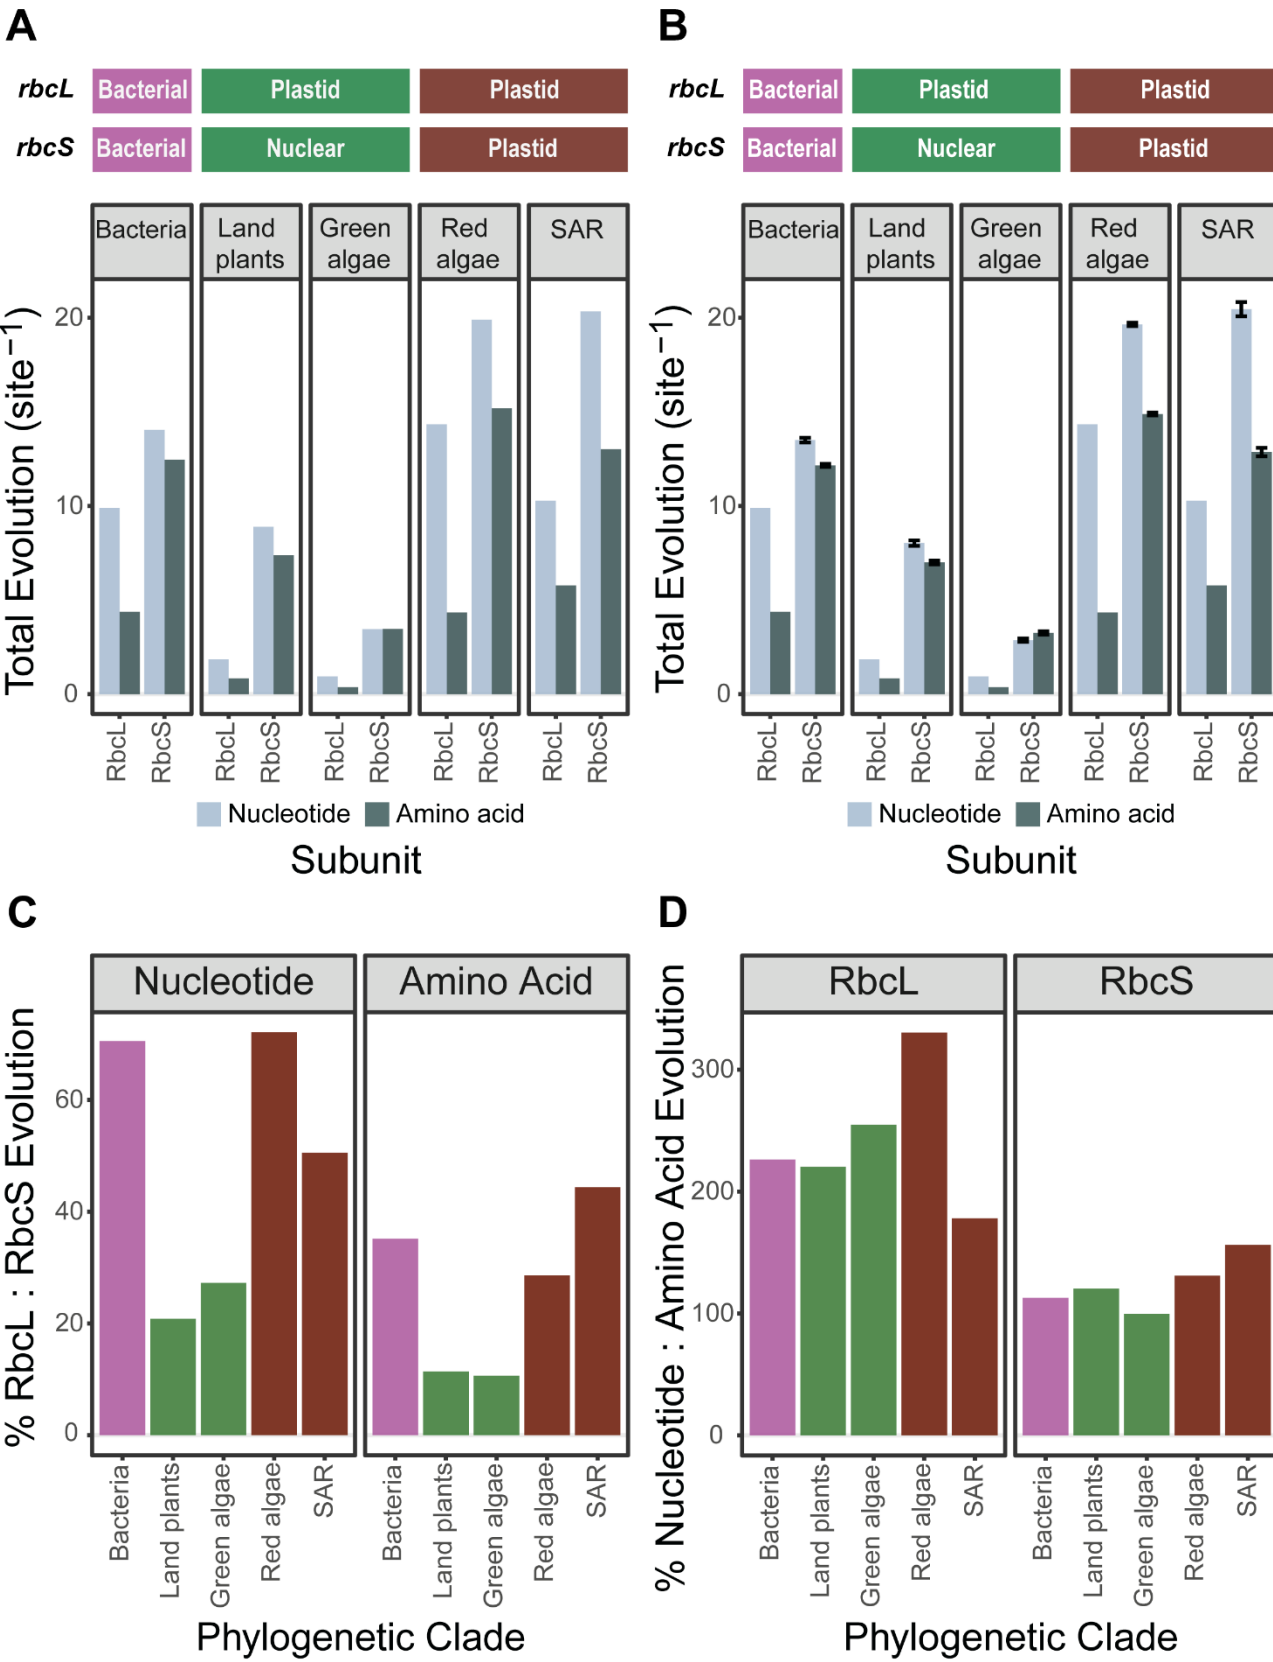 A
rbcL Bacterial Plastid Plastid
rbcS Bacterial Nuclear Plastid
Bacteria Land plants Green algae Red algae SAR
Total Evolution (site⁻¹)
20
10
0
RbcL RbcS RbcL RbcS RbcL RbcS RbcL RbcS RbcL RbcS
Nucleotide Amino acid
Subunit
B
rbcL Bacterial Plastid Plastid
rbcS Bacterial Nuclear Plastid
Bacteria Land plants Green algae Red algae SAR
Total Evolution (site⁻¹)
20
10
0
RbcL RbcS RbcL RbcS RbcL RbcS RbcL RbcS RbcL RbcS
Nucleotide Amino acid
Subunit
C
Nucleotide Amino Acid
% RbcL : RbcS Evolution
60
40
20
0
Bacteria Land plants Green algae Red algae SAR Bacteria Land plants Green algae Red algae SAR
Phylogenetic Clade
D
RbcL RbcS
% Nucleotide : Amino Acid Evolution
300
200
100
0
Bacteria Land plants Green algae Red algae SAR Bacteria Land plants Green algae Red algae SAR
Phylogenetic Clade